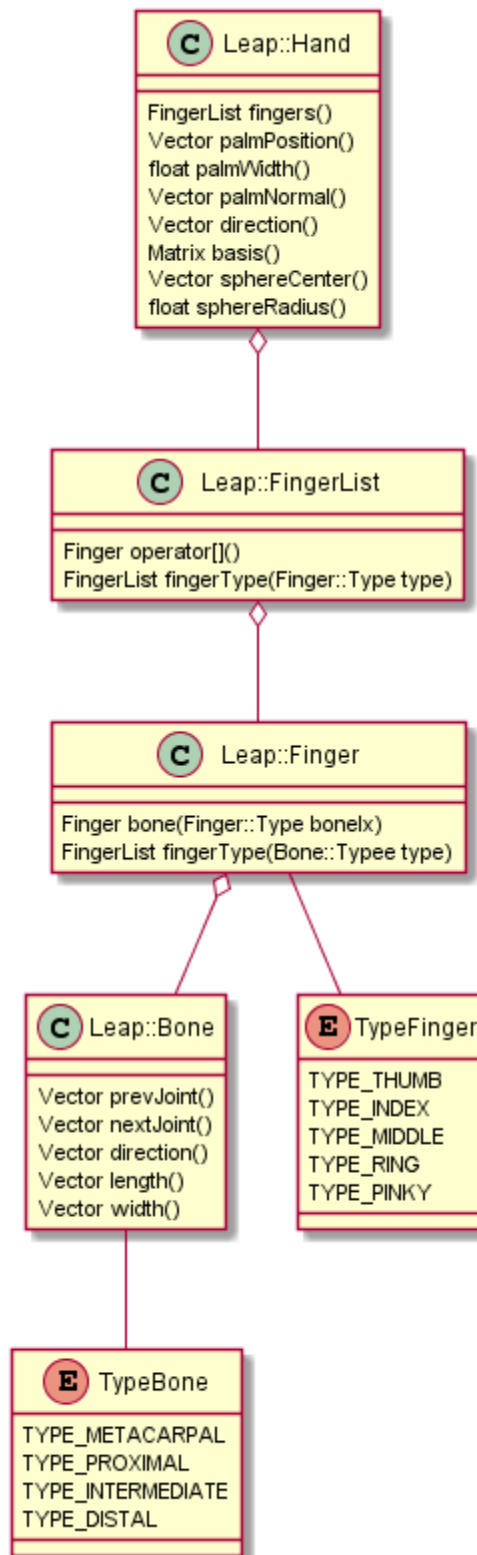 C Leap::Hand
FingerList fingers()
Vector palmPosition()
float palmWidth()
Vector palmNormal()
Vector direction()
Matrix basis()
Vector sphereCenter()
float sphereRadius()
C Leap::FingerList
Finger operator[]()
FingerList fingerType(Finger::Type type)
C Leap::Finger
Finger bone(Finger::Type boneIx)
FingerList fingerType(Bone::Typee type)
C Leap::Bone
Vector prevJoint()
Vector nextJoint()
Vector direction()
Vector length()
Vector width()
E TypeFinger
TYPE_THUMB
TYPE_INDEX
TYPE_MIDDLE
TYPE_RING
TYPE_PINKY
E TypeBone
TYPE_METACARPAL
TYPE_PROXIMAL
TYPE_INTERMEDIATE
TYPE_DISTAL